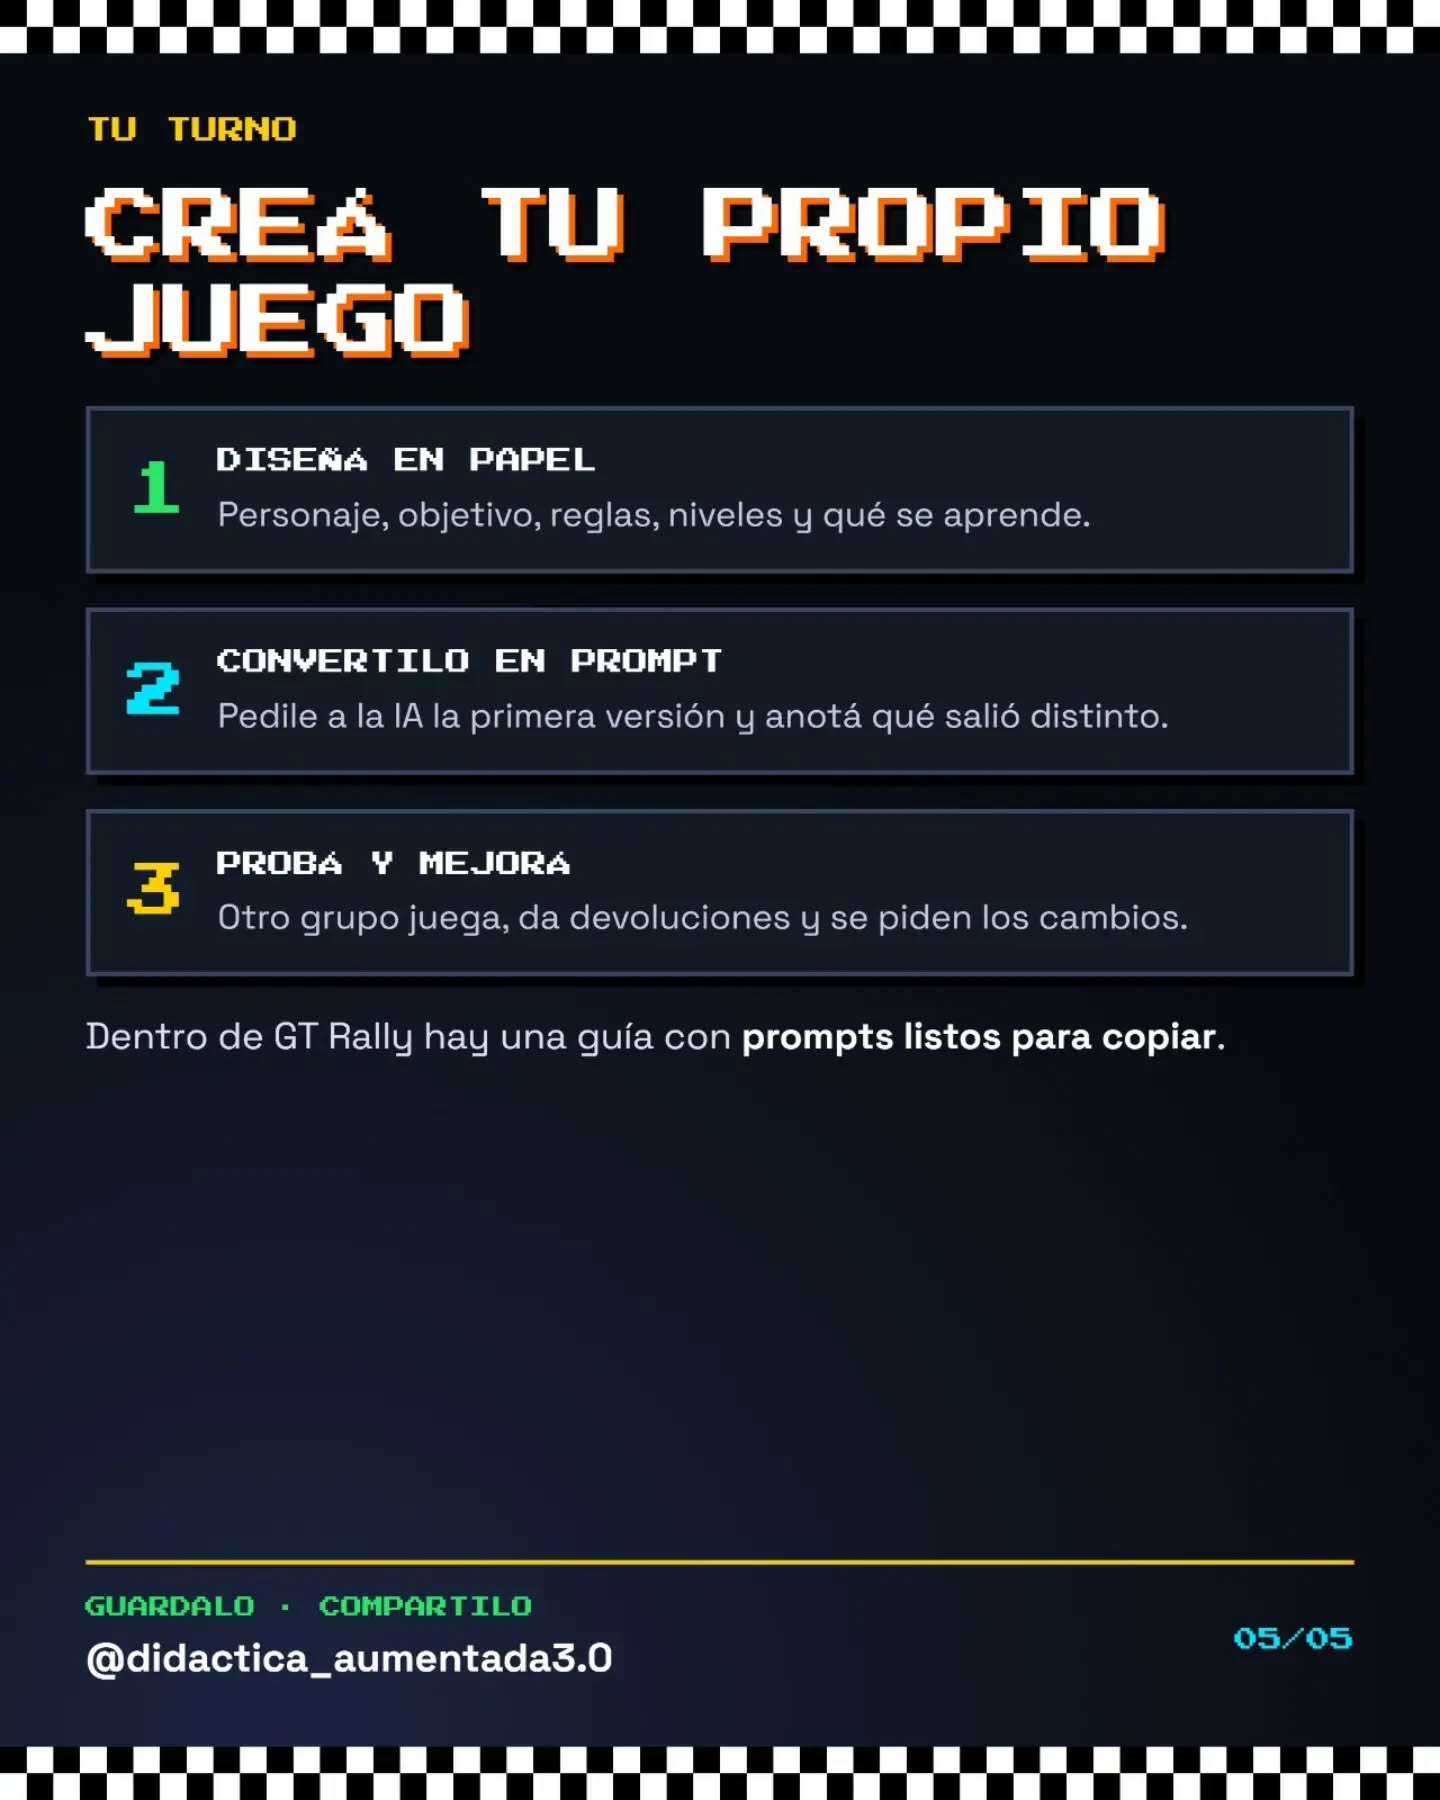 TU TURNO
CREÁ TU PROPIO
JUEGO
1
DISEÑÁ EN PAPEL
Personaje, objetivo, reglas, niveles y qué se aprende.
2
CONVERTILO EN PROMPT
Pedile a la IA la primera versión y anotá qué salió distinto.
3
PROBÁ Y MEJORÁ
Otro grupo juega, da devoluciones y se piden los cambios.
Dentro de GT Rally hay una guía con prompts listos para copiar.
GUARDALO · COMPARTILO
@didactica_aumentada3.0
05/05